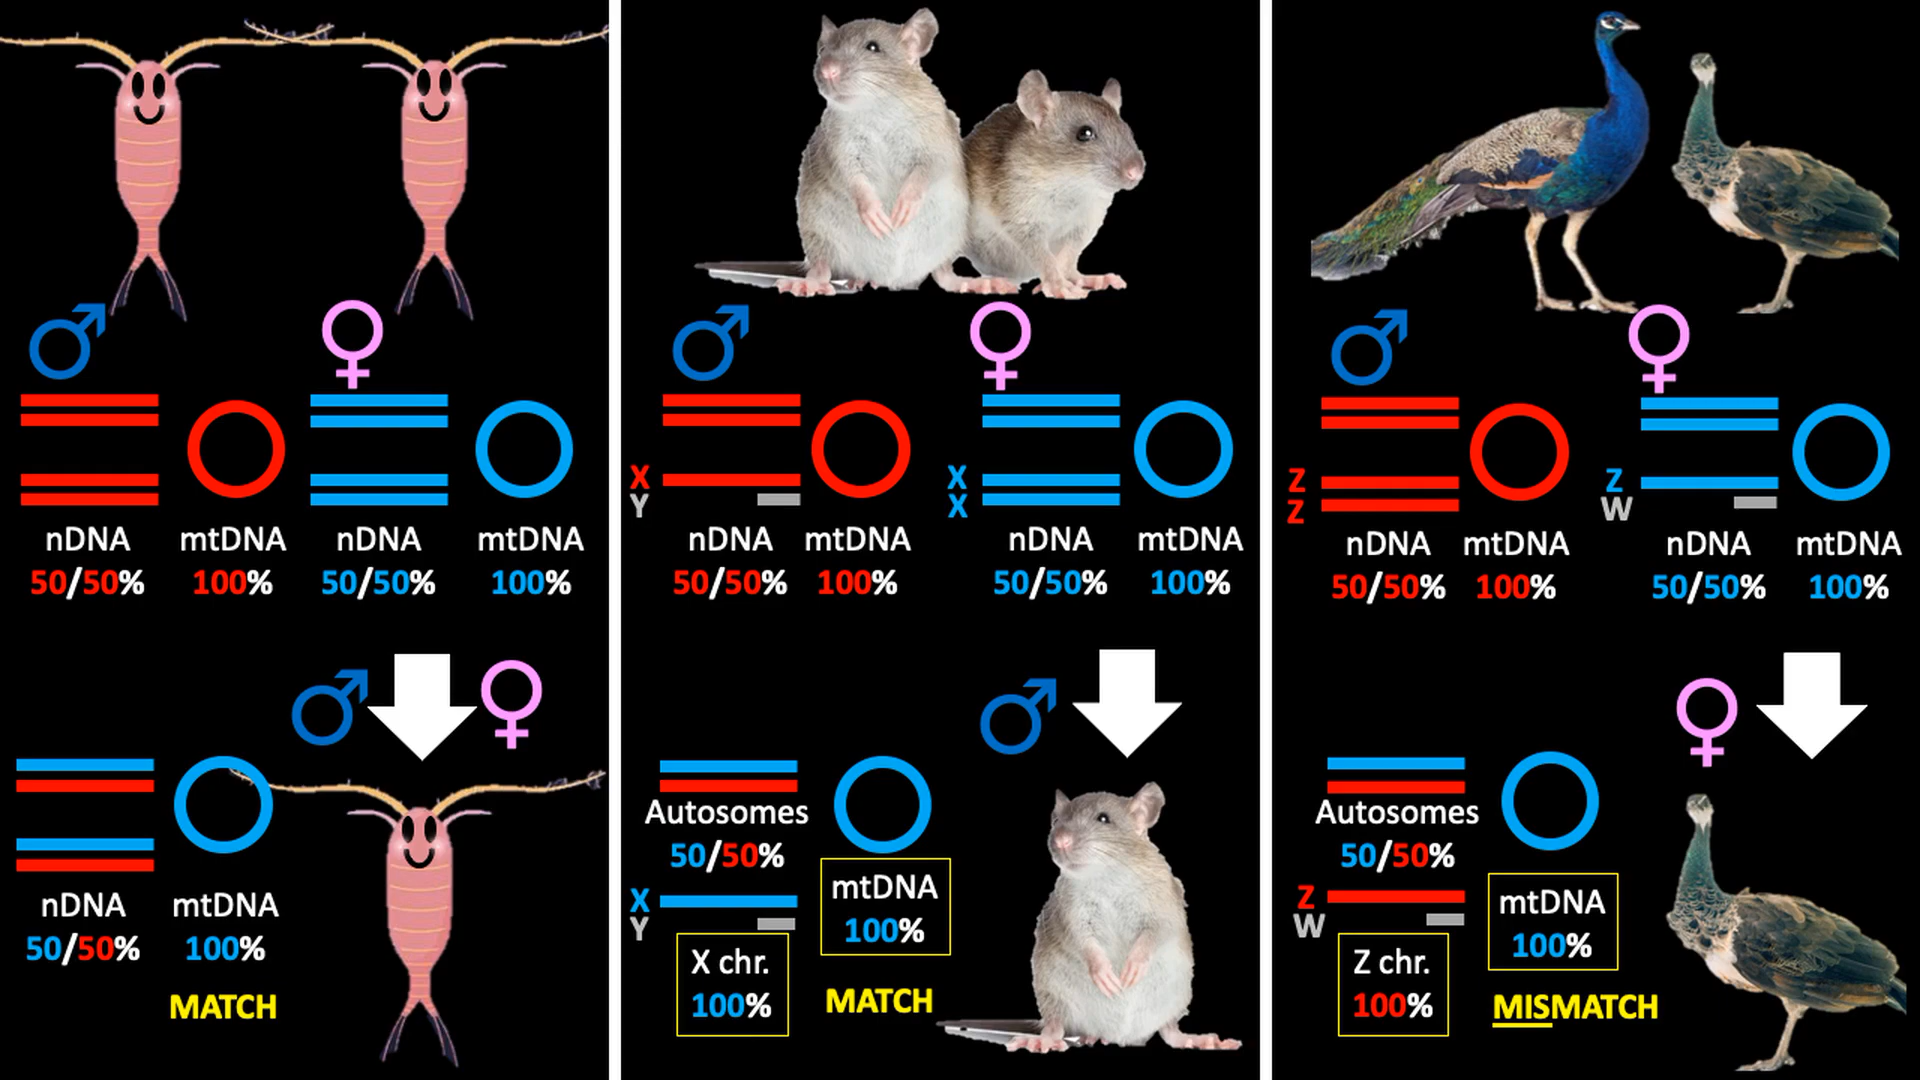 nDNA mtDNA nDNA mtDNA
50/50% 100% 50/50% 100%
nDNA mtDNA
50/50% 100%
MATCH
X
Y
X
X
nDNA mtDNA nDNA mtDNA
50/50% 100% 50/50% 100%
Autosomes
50/50%
mtDNA
100%
X
Y
X chr.
100%
MATCH
Z
Z
Z
W
nDNA mtDNA nDNA mtDNA
50/50% 100% 50/50% 100%
Autosomes
50/50%
mtDNA
100%
Z
W
Z chr.
100%
MISMATCH